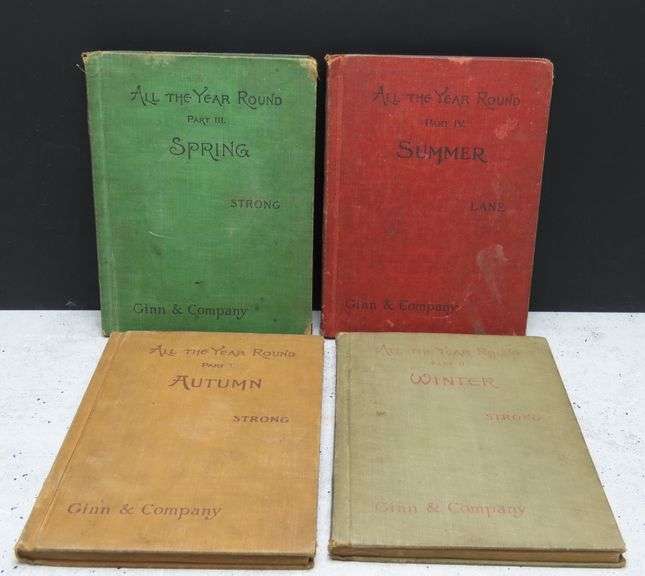 All the Year Round
Part III.
Spring
Strong
Ginn & Company
All the Year Round
Part IV.
Summer
Lane
Ginn & Company
All the Year Round
Part
Autumn
Strong
Ginn & Company
All the Year Round
Part II
Winter
Strong
Ginn & Company